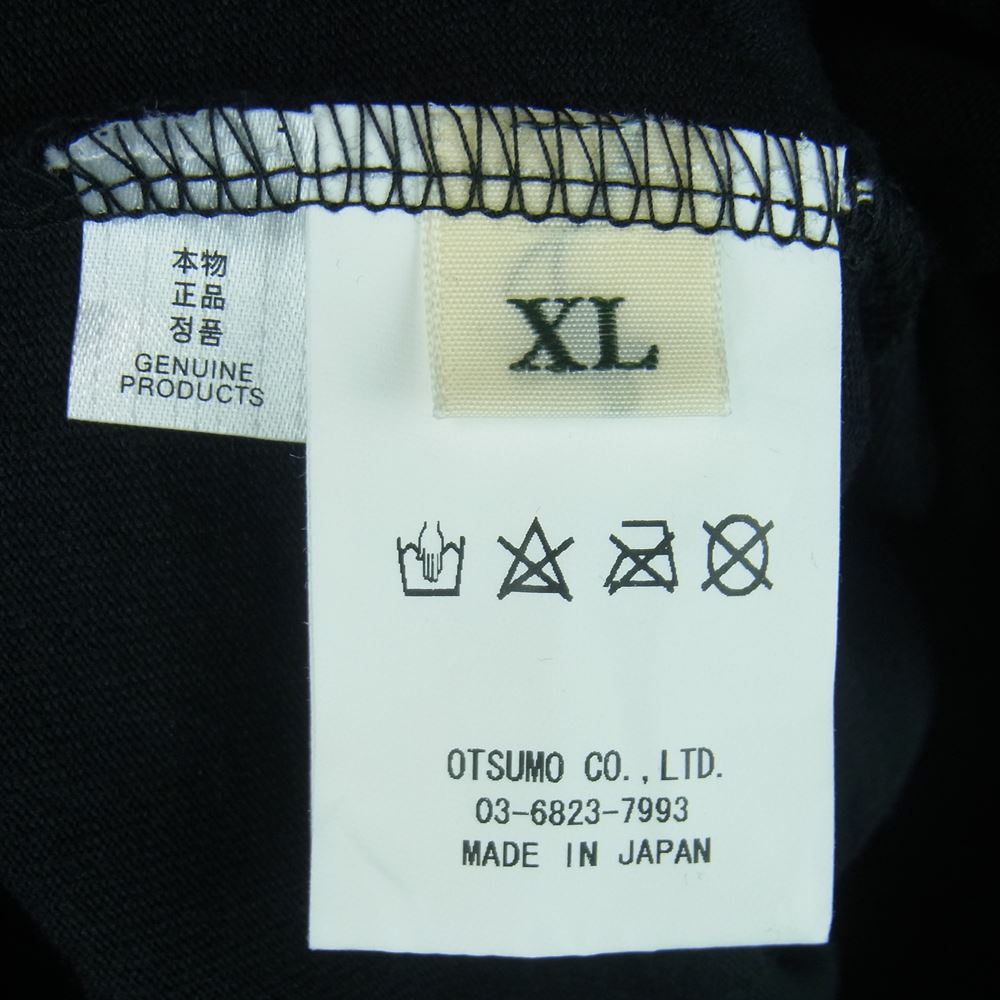 本物
正品
정품
GENUINE
PRODUCTS
XL
OTSUMO CO.,LTD.
03-6823-7993
MADE IN JAPAN